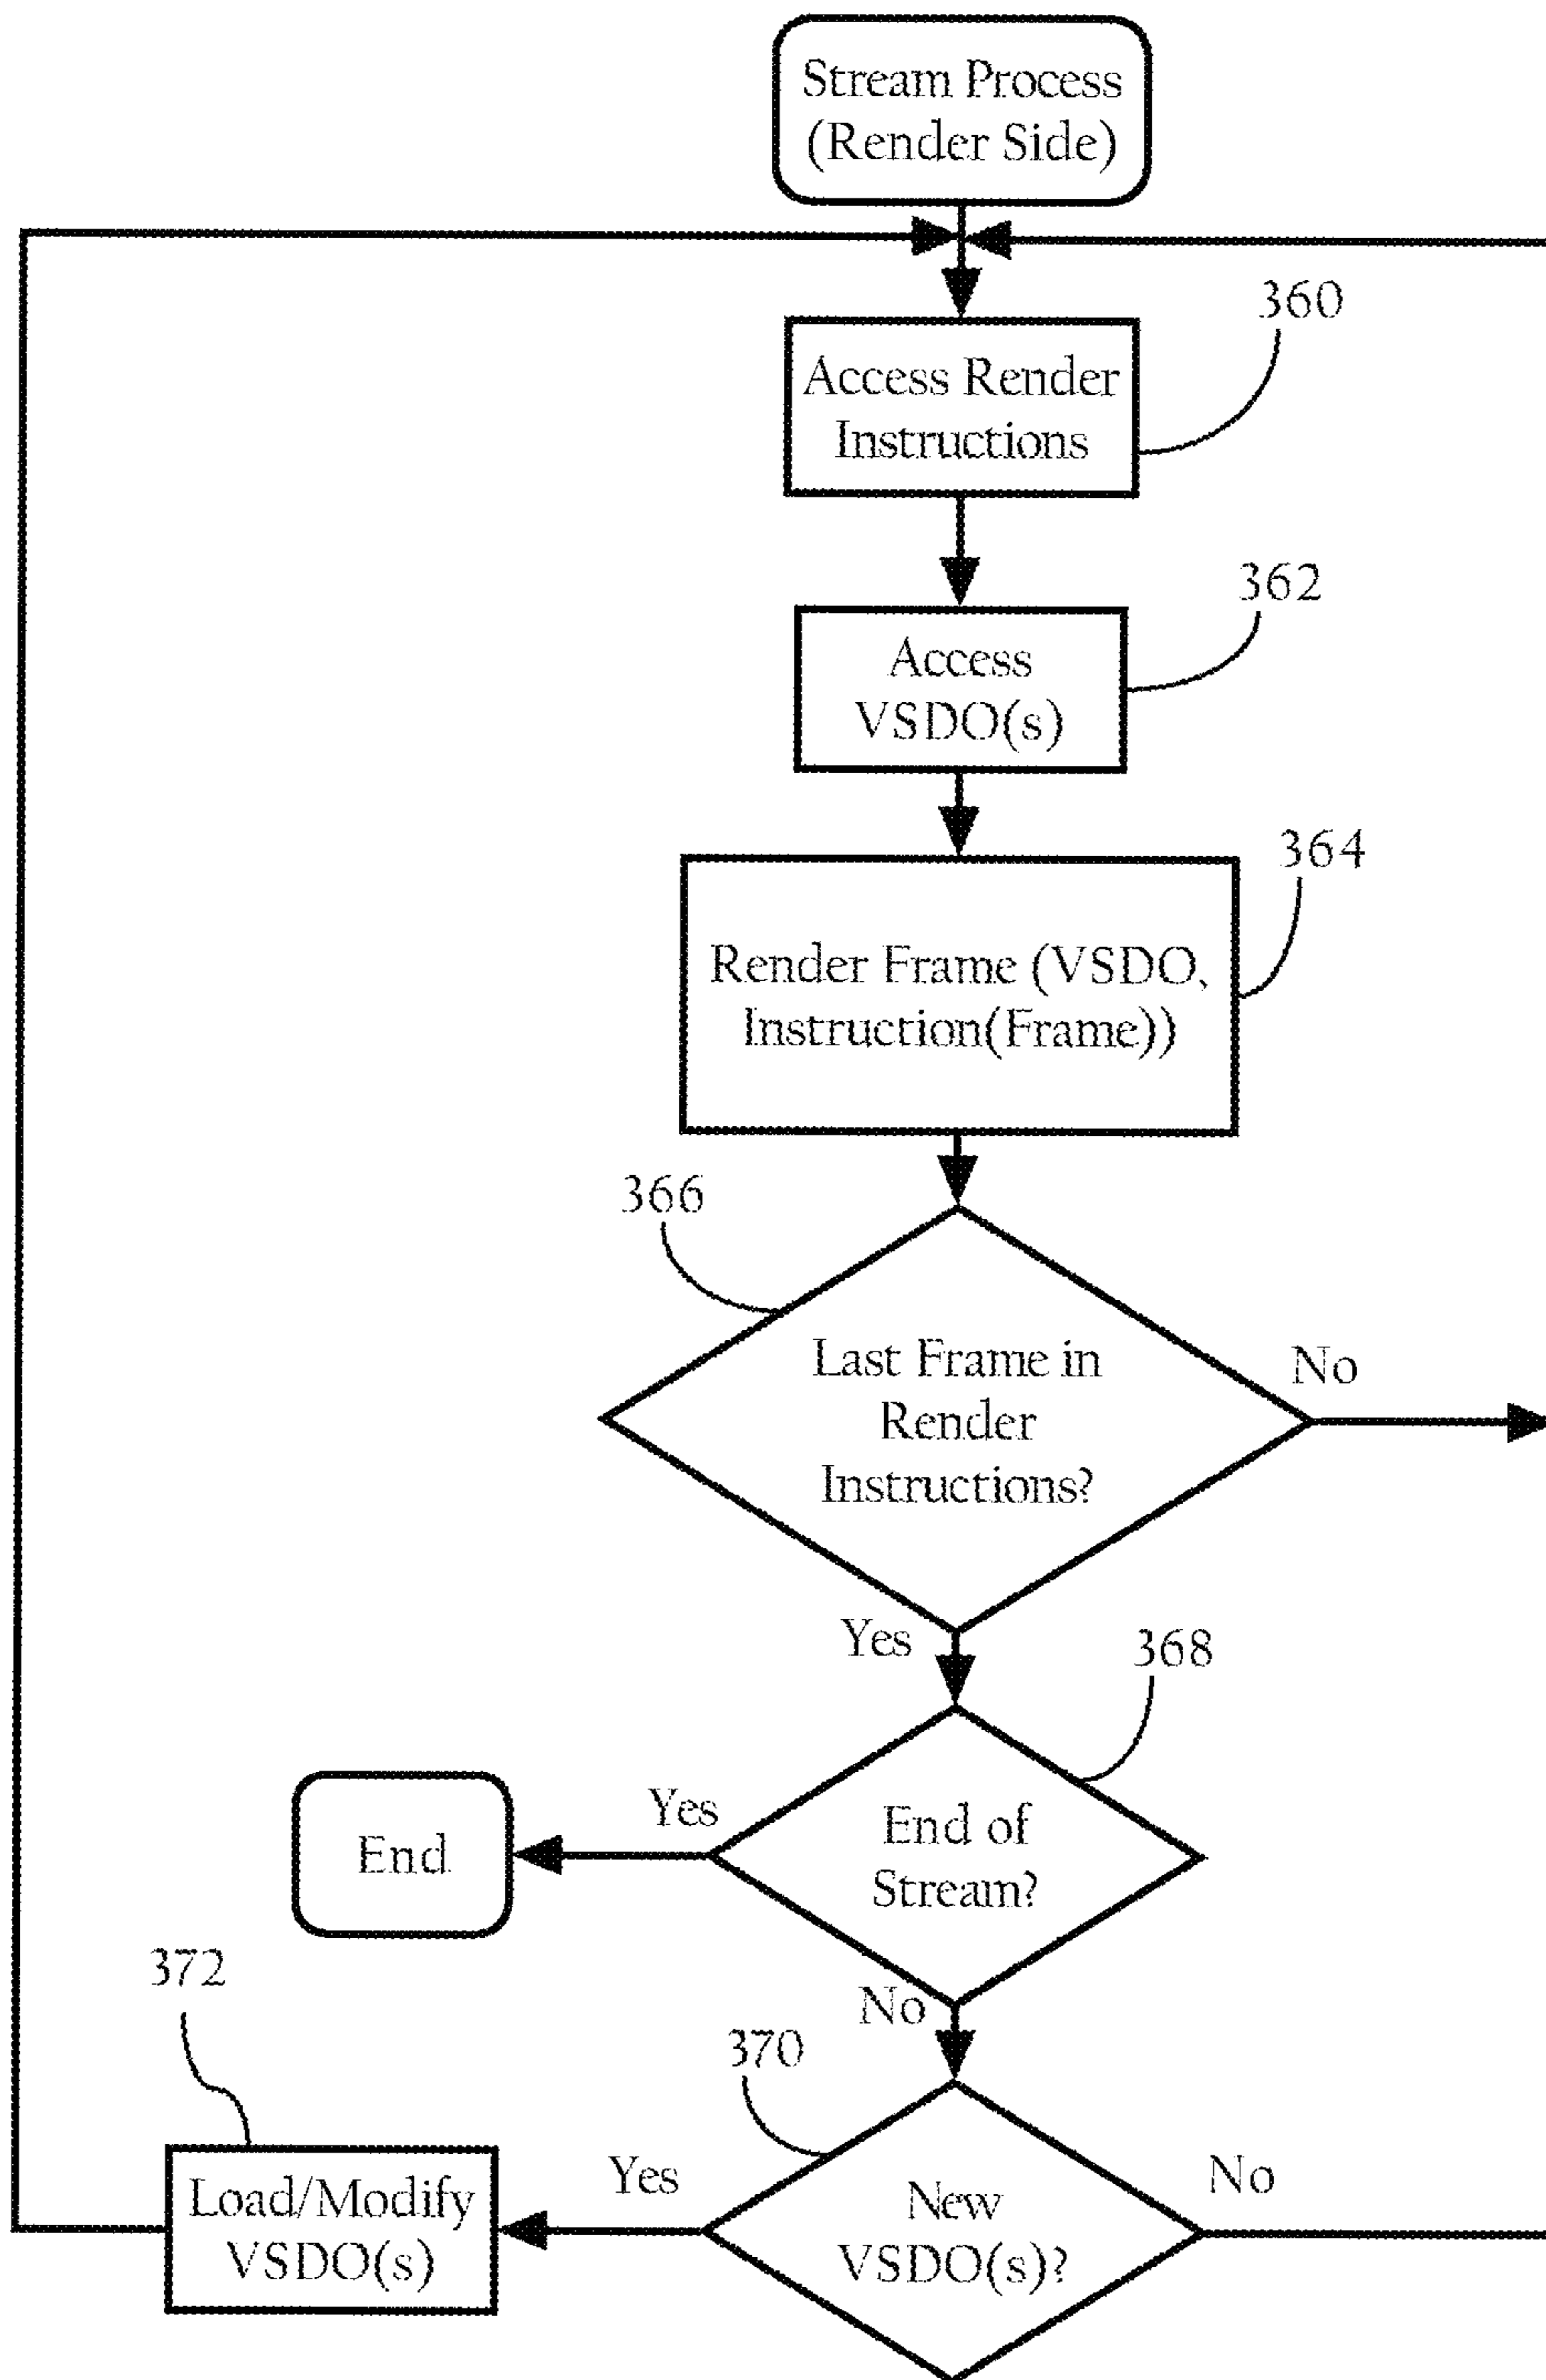 Stream Process
(Render Side)
360
Access Render
Instructions
362
Access
VSDO(s)
364
Render Frame (VSDO,
Instruction(Frame))
366
Last Frame in
Render
Instructions?
No
Yes
368
End of
Stream?
Yes
End
No
372
370
Load/Modify
VSDO(s)
Yes
New
VSDO(s)?
No